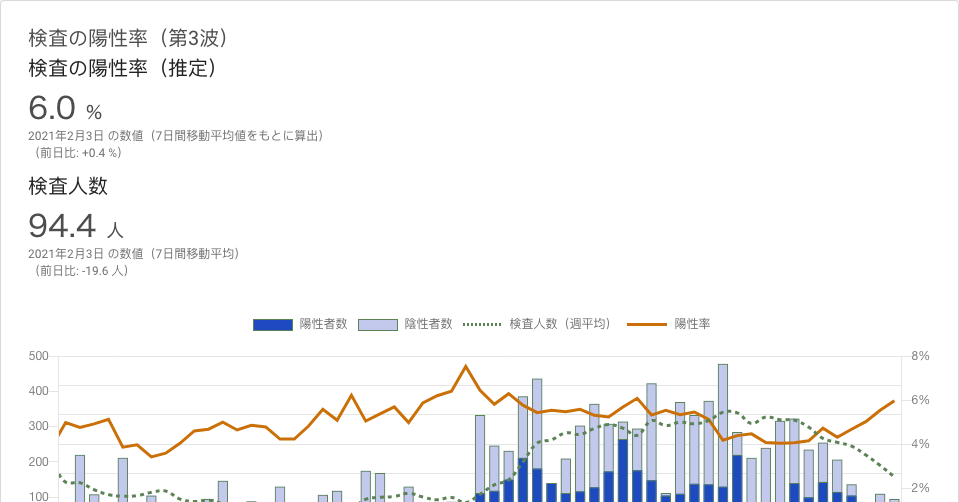 検査の陽性率（第3波）
検査の陽性率（推定）
6.0 %
2021年2月3日 の数値（7日間移動平均値をもとに算出）
（前日比: +0.4 %）
検査人数
94.4 人
2021年2月3日 の数値（7日間移動平均）
（前日比: -19.6 人）
陽性者数 陰性者数 検査人数（週平均） 陽性率
500 8%
400
6%
300
4%
200
2%
100